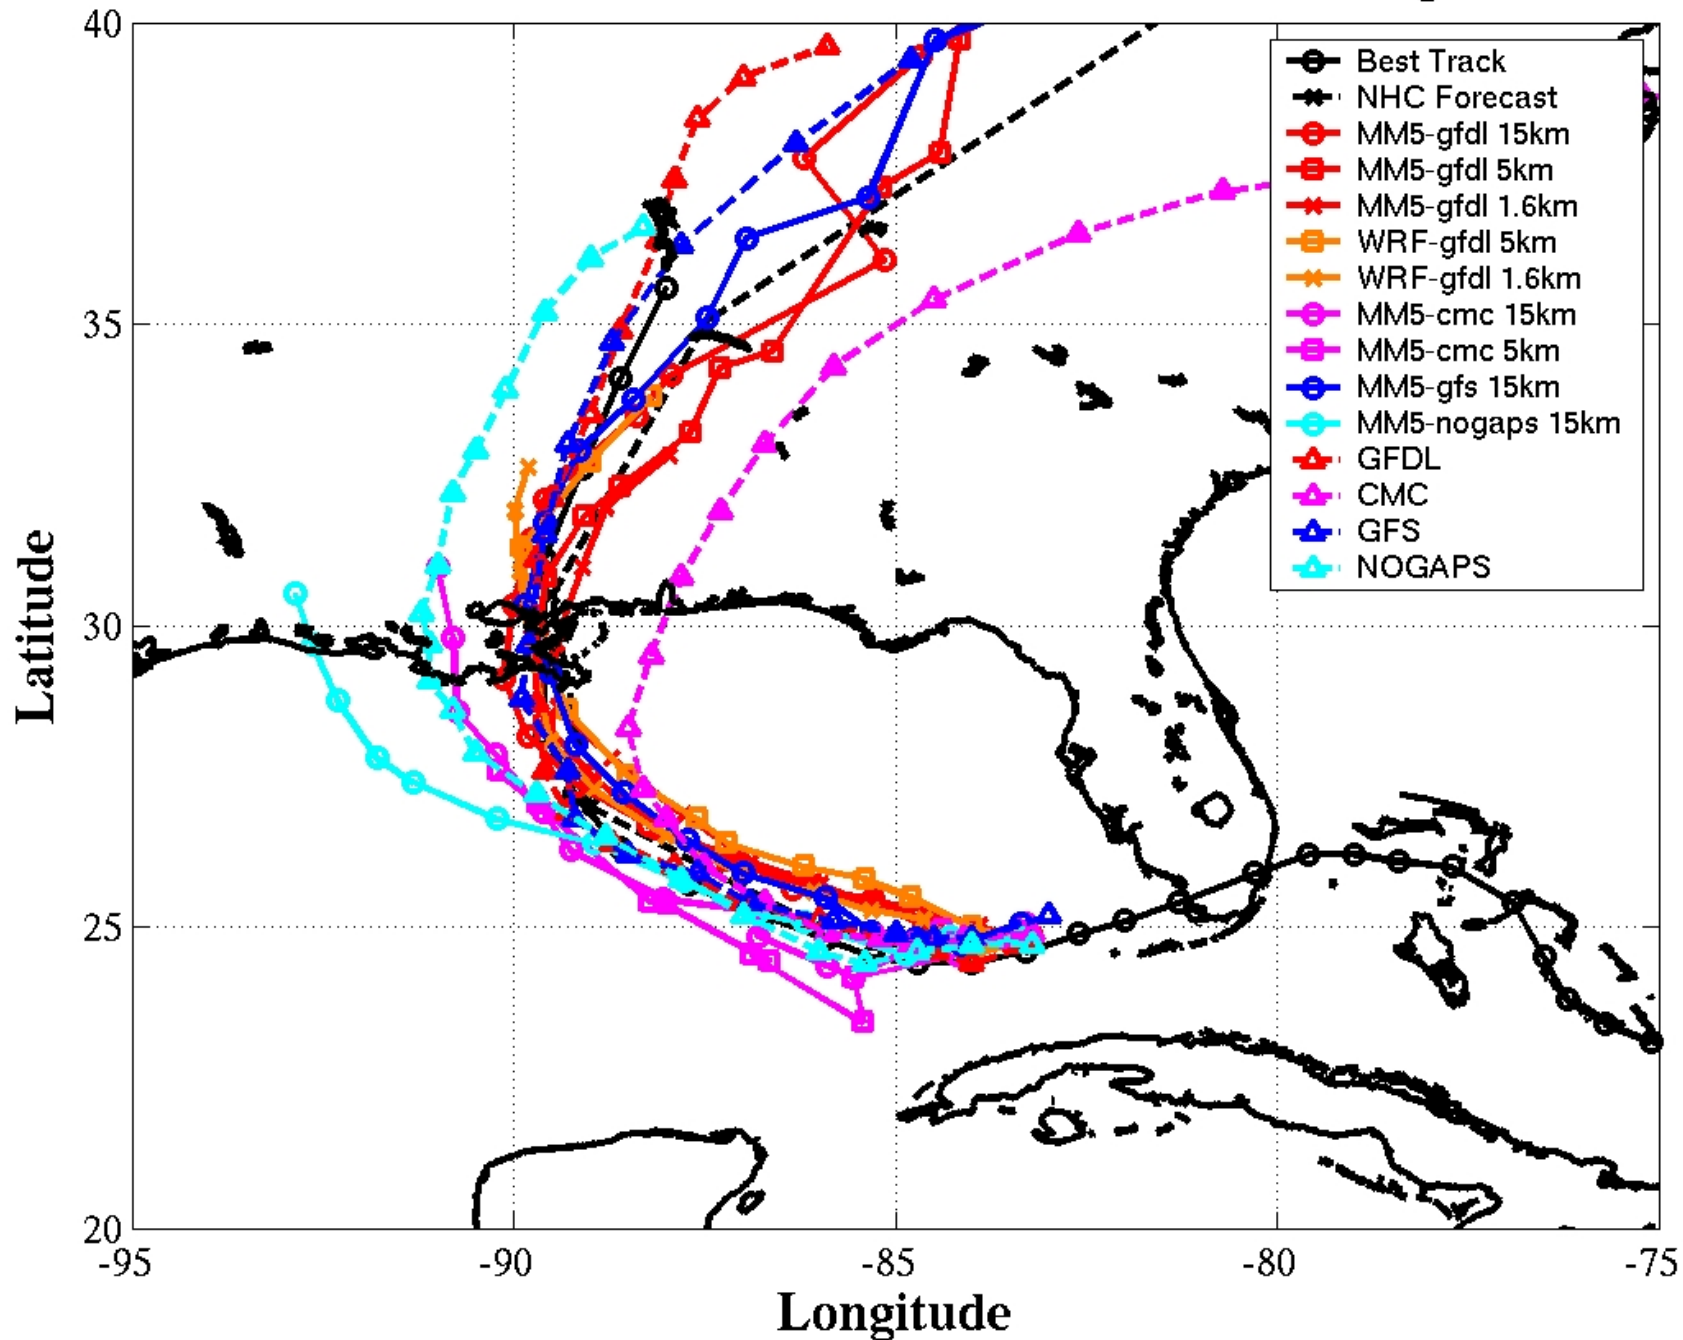 40
Best Track
NHC Forecast
MM5-gfdl 15km
MM5-gfdl 5km
MM5-gfdl 1.6km
WRF-gfdl 5km
WRF-gfdl 1.6km
MM5-cmc 15km
MM5-cmc 5km
MM5-gfs 15km
MM5-nogaps 15km
GFDL
CMC
GFS
NOGAPS
35
30
25
20
Latitude
-95 -90 -85 -80 -75
Longitude